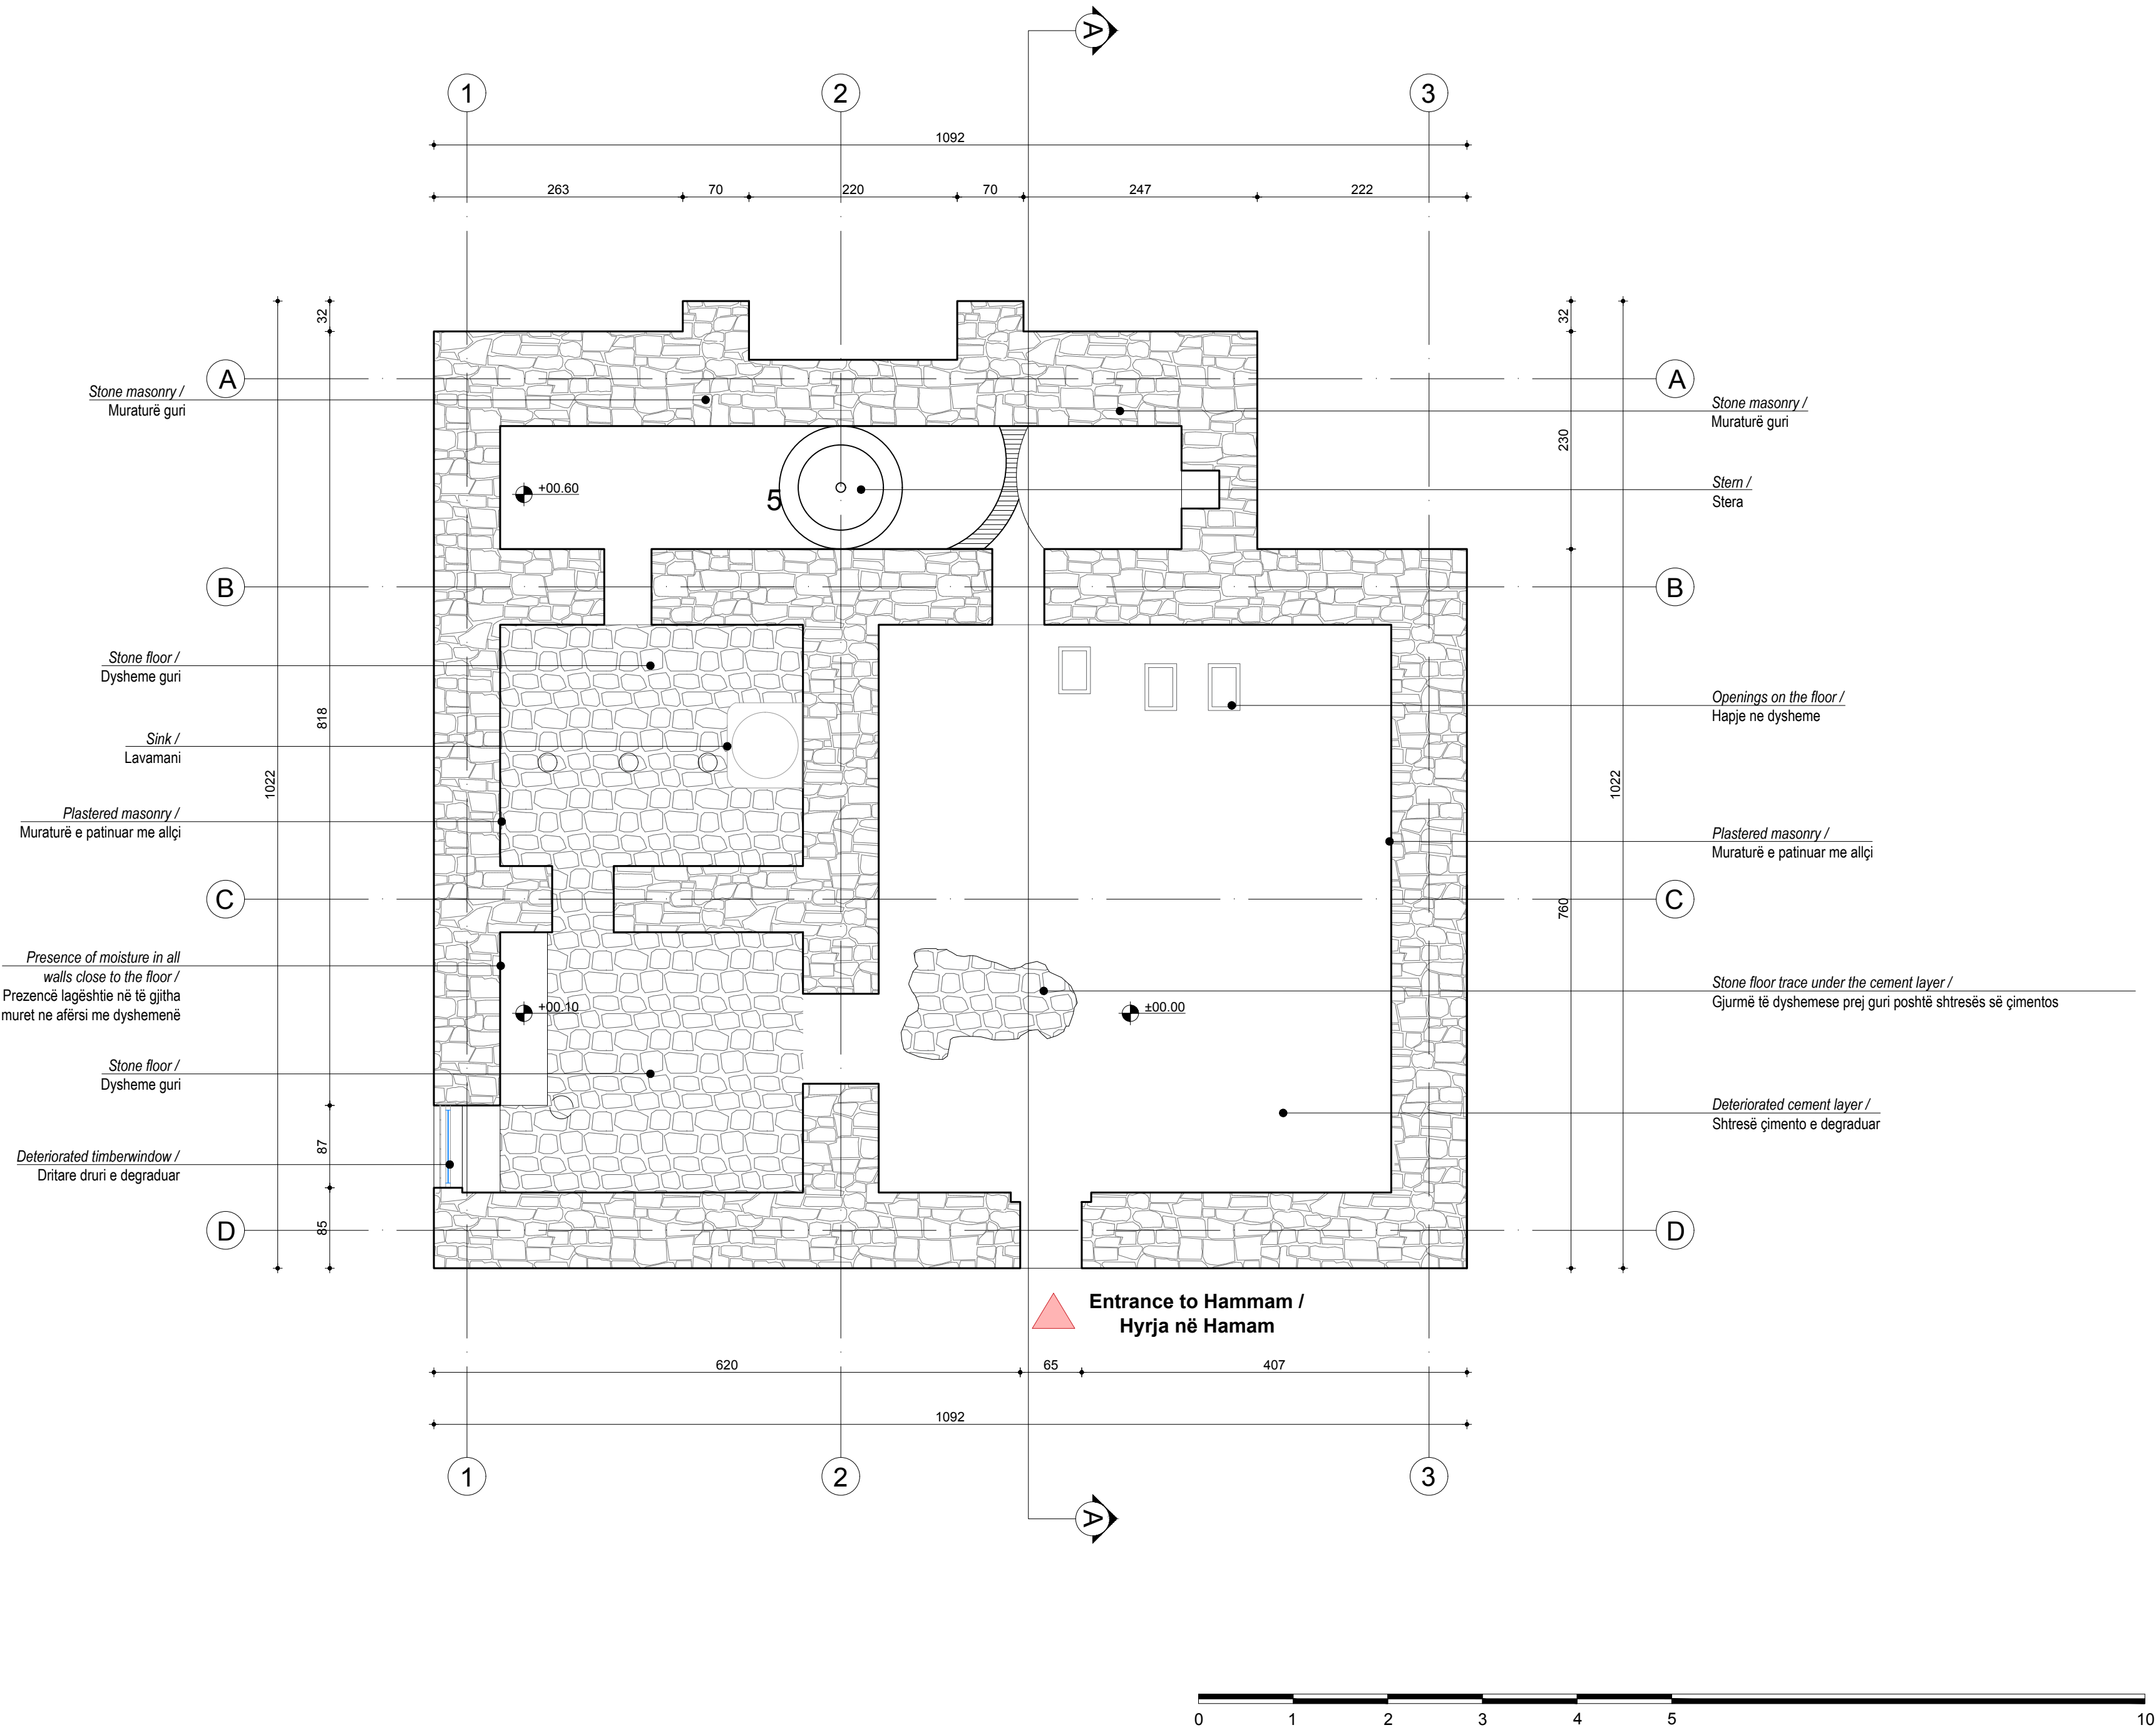 A
1
2
3
1092
263
70
220
70
247
222
32
32
A
A
Stone masonry /
Muraturë guri
Stone masonry /
Muraturë guri
230
Stern /
Stera
+00.60
5
B
B
Stone floor /
Dysheme guri
Openings on the floor /
Hapje ne dysheme
818
Sink /
Lavamani
1022
1022
Plastered masonry /
Muraturë e patinuar me allçi
Plastered masonry /
Muraturë e patinuar me allçi
C
C
760
Presence of moisture in all
walls close to the floor /
Prezencë lagështie në të gjitha
muret ne afërsi me dyshemenë
Stone floor trace under the cement layer /
Gjurmë të dyshemese prej guri poshtë shtresës së çimentos
+00.10
±00.00
Stone floor /
Dysheme guri
Deteriorated cement layer /
Shtresë çimento e degraduar
87
Deteriorated timberwindow /
Dritare druri e degraduar
85
D
D
Entrance to Hammam /
Hyrja në Hamam
620
65
407
1092
1
2
3
A
0
1
2
3
4
5
10